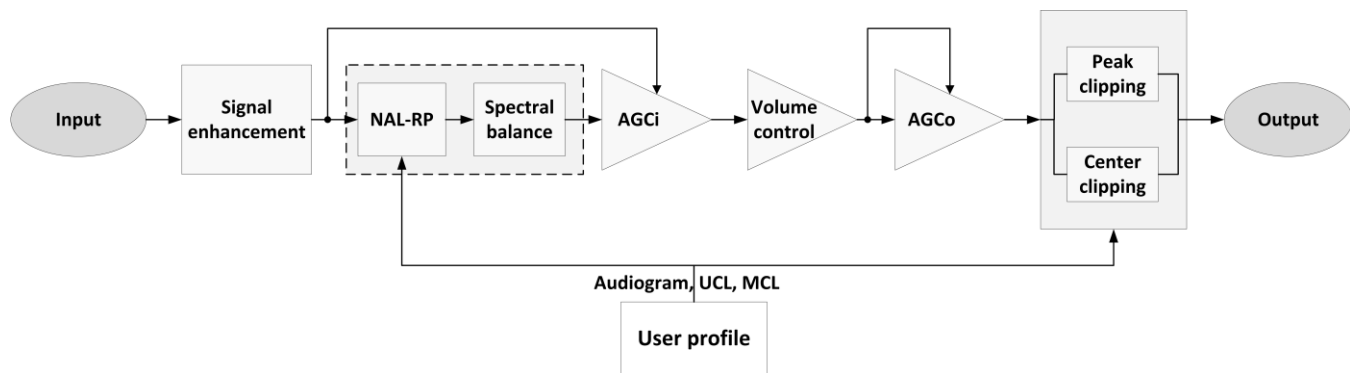 Input
Signal
enhancement
NAL-RP
Spectral
balance
AGCi
Volume
control
AGCo
Peak
clipping
Center
clipping
Output
Audiogram, UCL, MCL
User profile